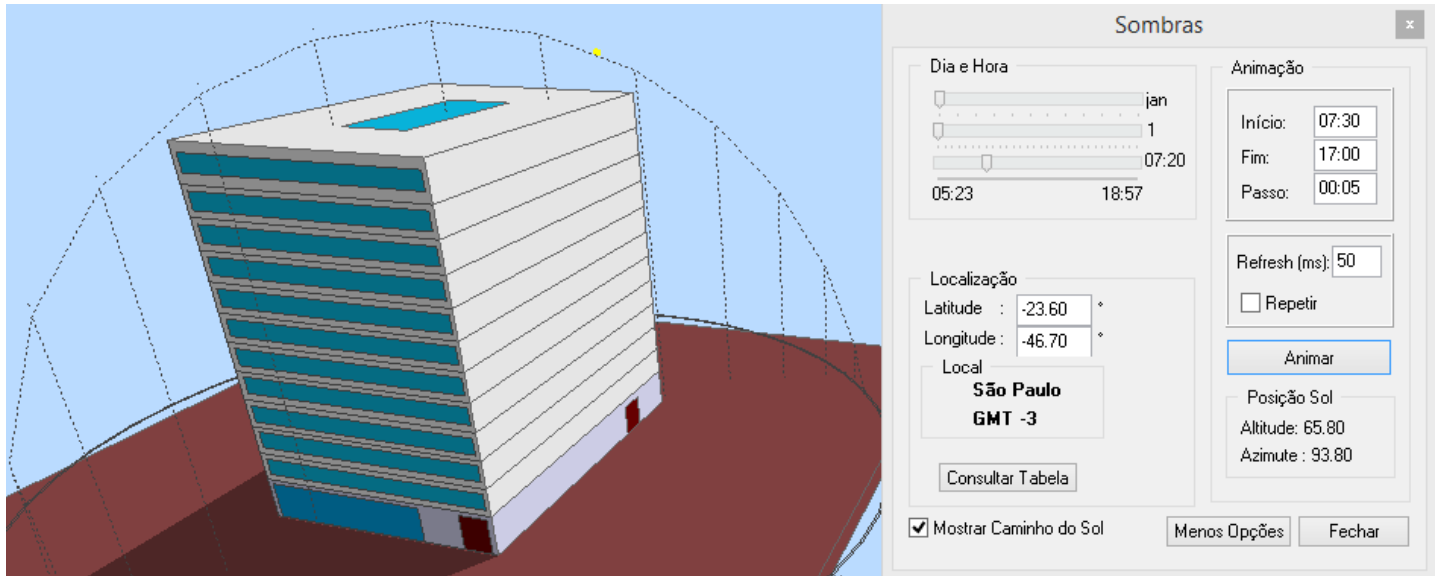 Sombras
x
Dia e Hora
jan
1
07:20
05:23 18:57
Localização
Latitude : -23.60 °
Longitude : -46.70 °
Local
São Paulo
GMT -3
Consultar Tabela
Mostrar Caminho do Sol
Animação
Início: 07:30
Fim: 17:00
Passo: 00:05
Refresh (ms): 50
Repetir
Animar
Posição Sol
Altitude: 65.80
Azimute : 93.80
Menos Opções Fechar